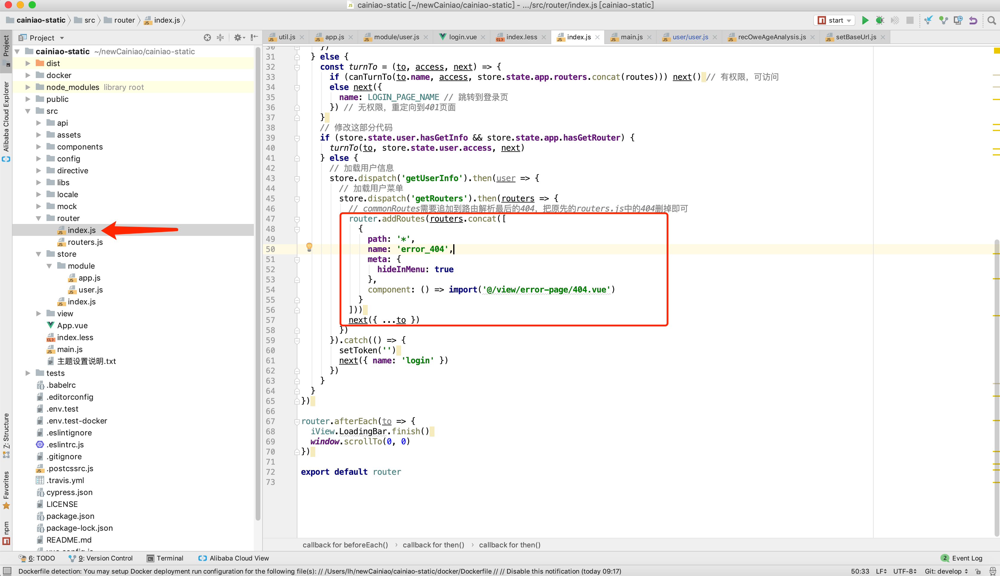 cainiao-static [~/newCainiao/cainiao-static] - .../src/router/index.js [cainiao-static]
cainiao-static src router index.js
start
Project
util.js app.js module/user.js login.vue index.less index.js main.js user/user.js recOweAgeAnalysis.js setBaseUrl.js
Project
Alibaba Cloud Explorer
Z: Structure
Favorites
npm
cainiao-static ~/newCainiao/cainiao-static
dist
docker
node_modules library root
public
src
api
assets
components
config
directive
libs
locale
mock
router
index.js
routers.js
store
module
app.js
user.js
index.js
view
App.vue
index.less
main.js
主题设置说明.txt
tests
.babelrc
.editorconfig
.env.test
.env.test-docker
.eslintignore
.eslintrc.js
.gitignore
.postcssrc.js
.travis.yml
cypress.json
LICENSE
package.json
package-lock.json
README.md
30 })
31 } else {
32 const turnTo = (to, access, next) => {
33 if (canTurnTo(to.name, access, store.state.app.routers.concat(routes))) next() // 有权限，可访问
34 else next({
35 name: LOGIN_PAGE_NAME // 跳转到登录页
36 }) // 无权限，重定向到401页面
37 }
38 // 修改这部分代码
39 if (store.state.user.hasGetInfo && store.state.app.hasGetRouter) {
40 turnTo(to, store.state.user.access, next)
41 } else {
42 // 加载用户信息
43 store.dispatch('getUserInfo').then(user => {
44 // 加载用户菜单
45 store.dispatch('getRouters').then(routers => {
46 // commonRoutes需要追加到路由解析最后的404，把原先的routers.js中的404删掉即可
47 router.addRoutes(routers.concat([
48 {
49 path: '*',
50 name: 'error_404',
51 meta: {
52 hideInMenu: true
53 },
54 component: () => import('@/view/error-page/404.vue')
55 }
56 ]))
57 next({ ...to })
58 })
59 }).catch(() => {
60 setToken('')
61 next({ name: 'login' })
62 })
63 }
64 }
65 })
66
67 router.afterEach(to => {
68 iView.LoadingBar.finish()
69 window.scrollTo(0, 0)
70 })
71
72 export default router
73
callback for beforeEach() › callback for then() › callback for then()
6: TODO 9: Version Control Terminal Alibaba Cloud View 2 Event Log
Dockerfile detection: You may setup Docker deployment run configuration for the following file(s): // /Users/lh/newCainiao/cainiao-static/docker/Dockerfile // // Disable this notification (today 09:17) 50:33 LF UTF-8 Git: develop